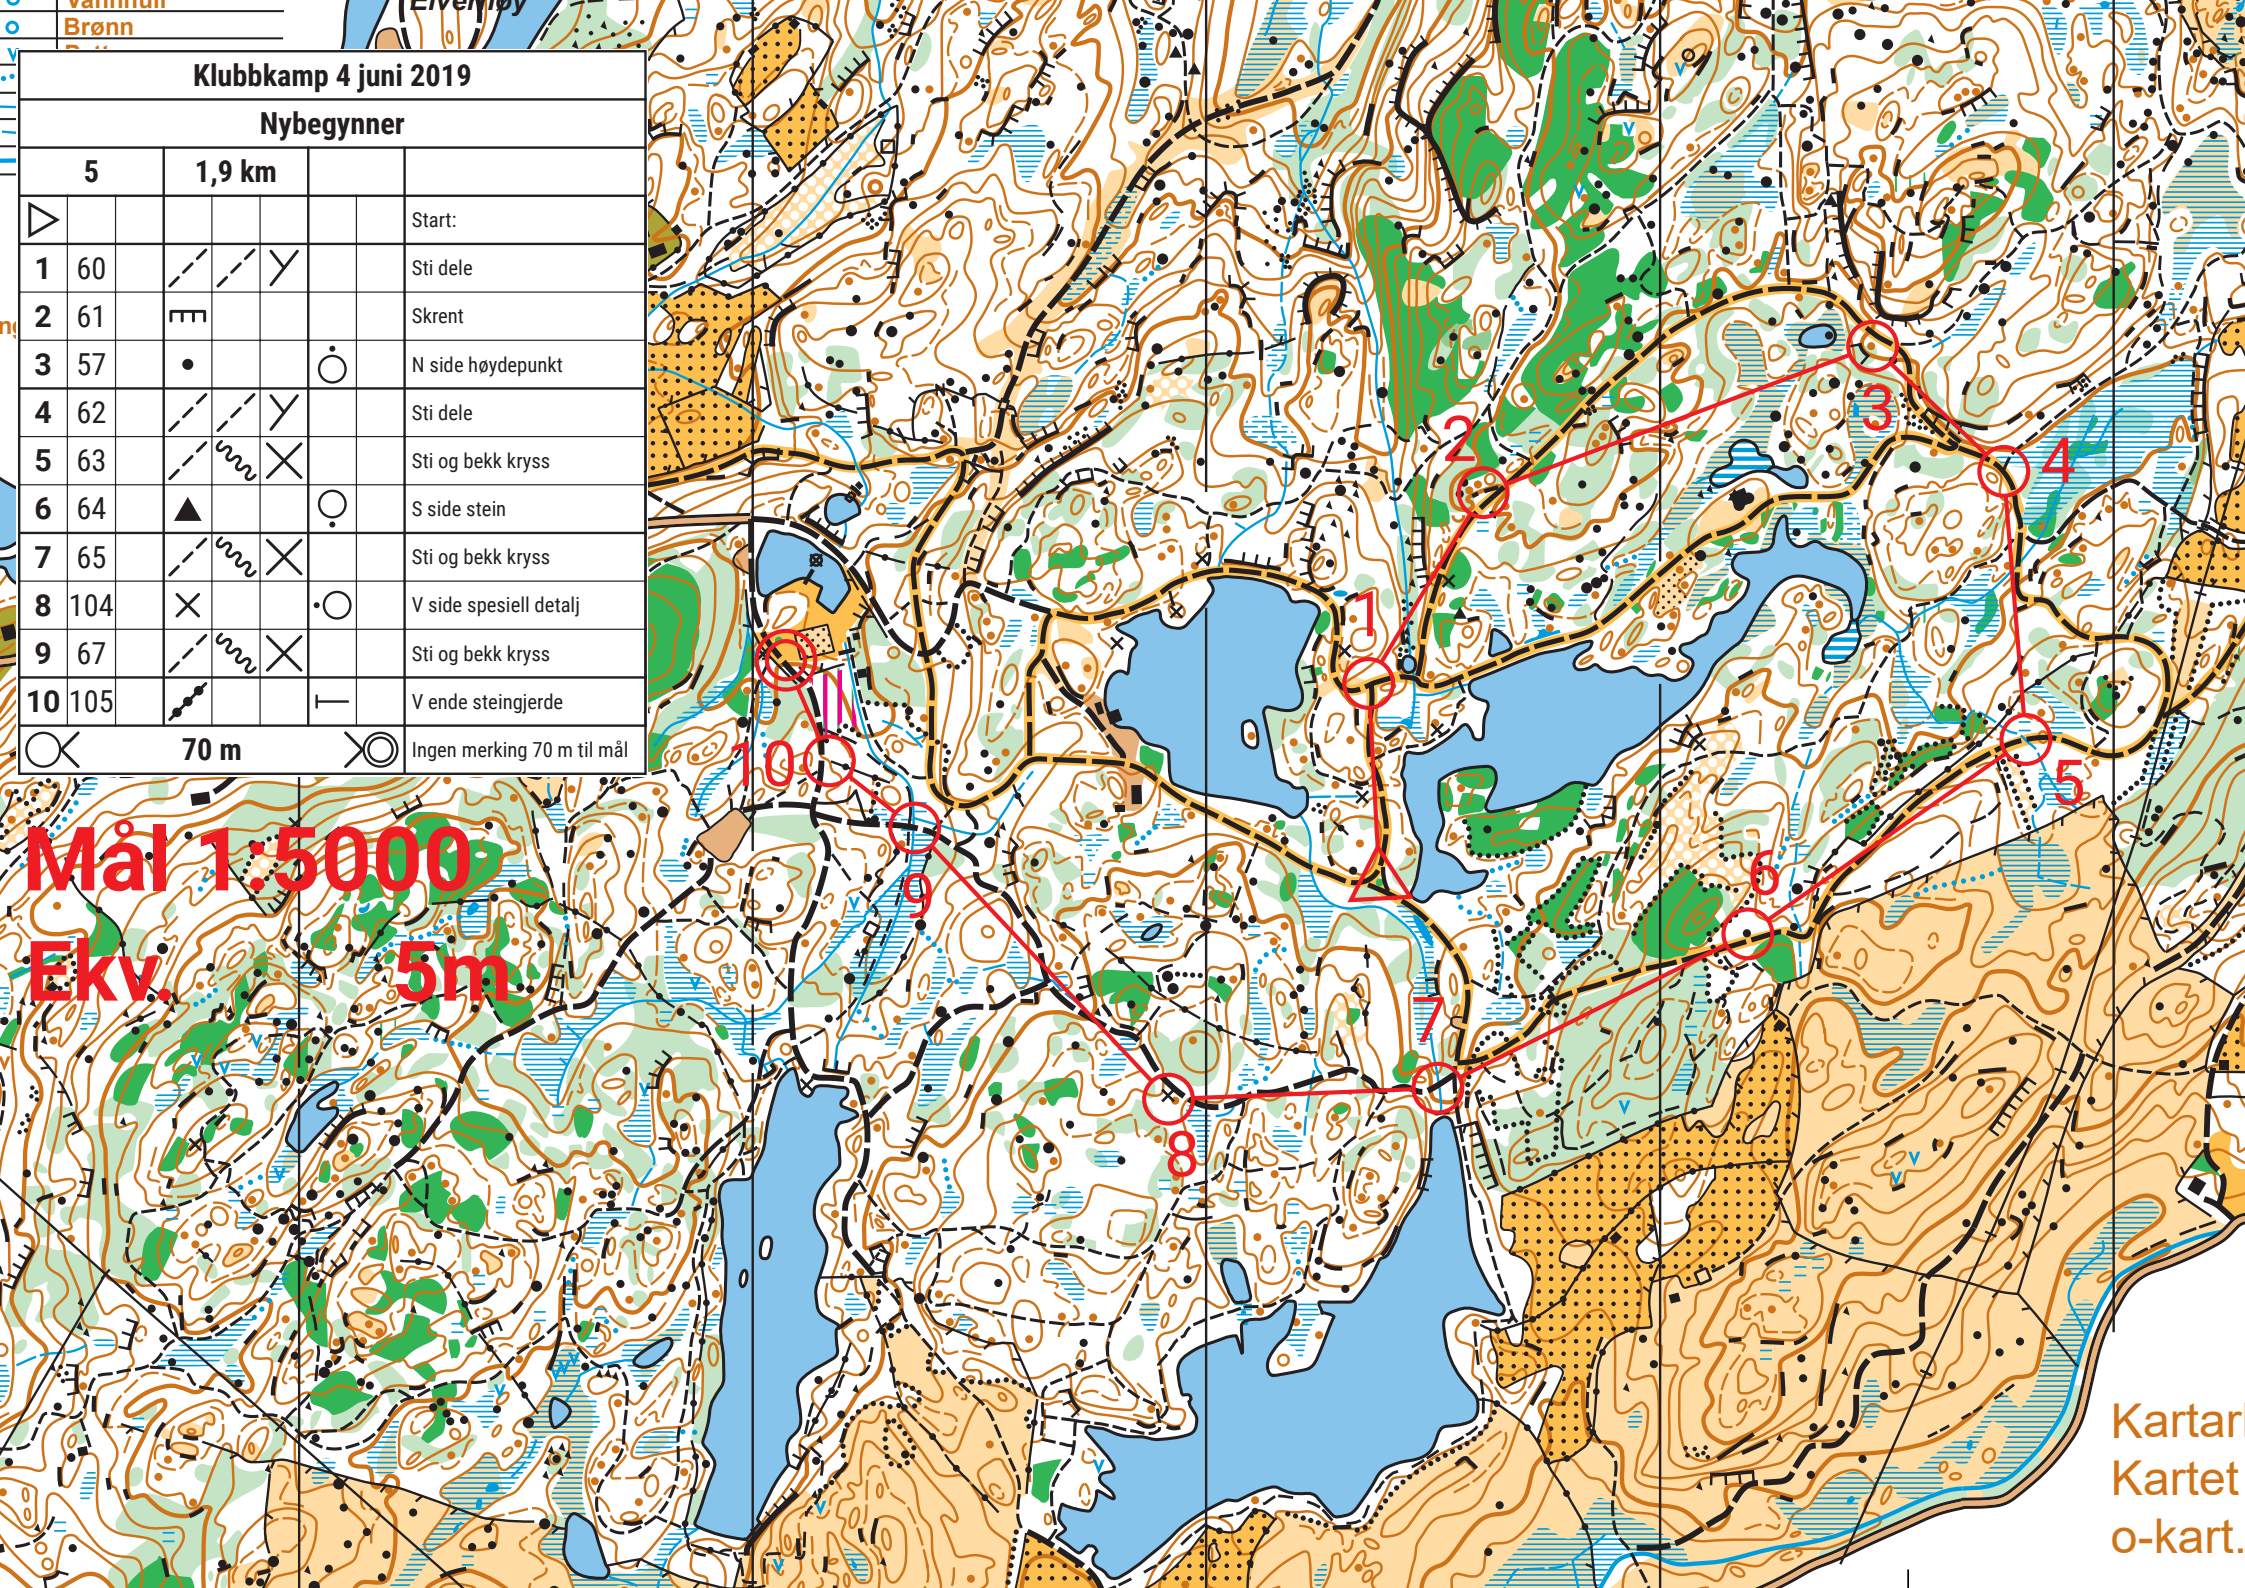 Brønn
Klubbkamp 4 juni 2019
Nybegynner
5 1,9 km
Start:
1 60 Sti dele
2 61 Skrent
3 57 N side høydepunkt
4 62 Sti dele
5 63 Sti og bekk kryss
6 64 S side stein
7 65 Sti og bekk kryss
8 104 V side spesiell detalj
9 67 Sti og bekk kryss
10 105 V ende steingjerde
70 m Ingen merking 70 m til mål
Mål 1:5000
Ekv. 5m
1
2
3
4
5
6
7
8
9
10
Kartet
o-kart.